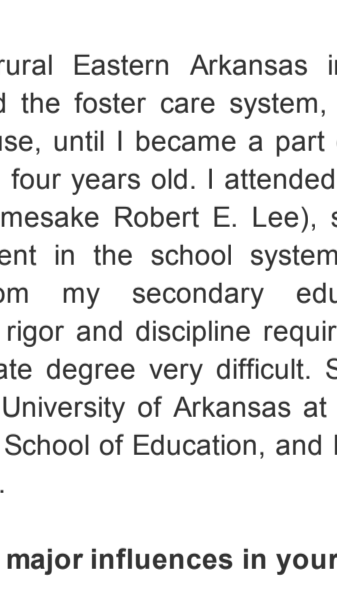 rural Eastern Arkansas i
d the foster care system,
use, until I became a part
four years old. I attended
mesake Robert E. Lee), s
ent in the school system
om my secondary edu
rigor and discipline requir
ate degree very difficult. S
University of Arkansas at
School of Education, and
.
major influences in your